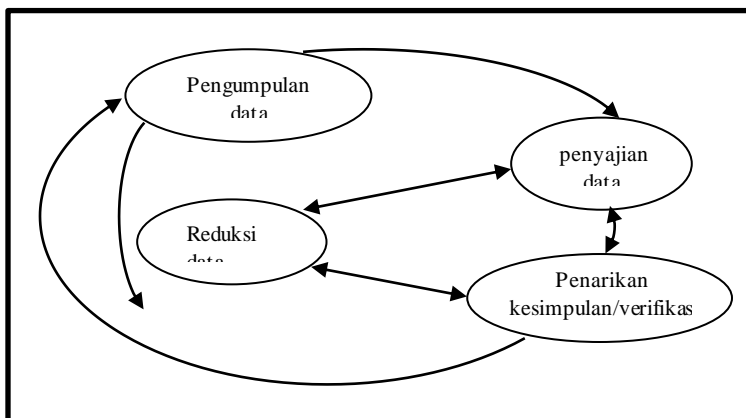 Pengumpulan
data
penyajian
data
Reduksi
data
Penarikan
kesimpulan/verifikas